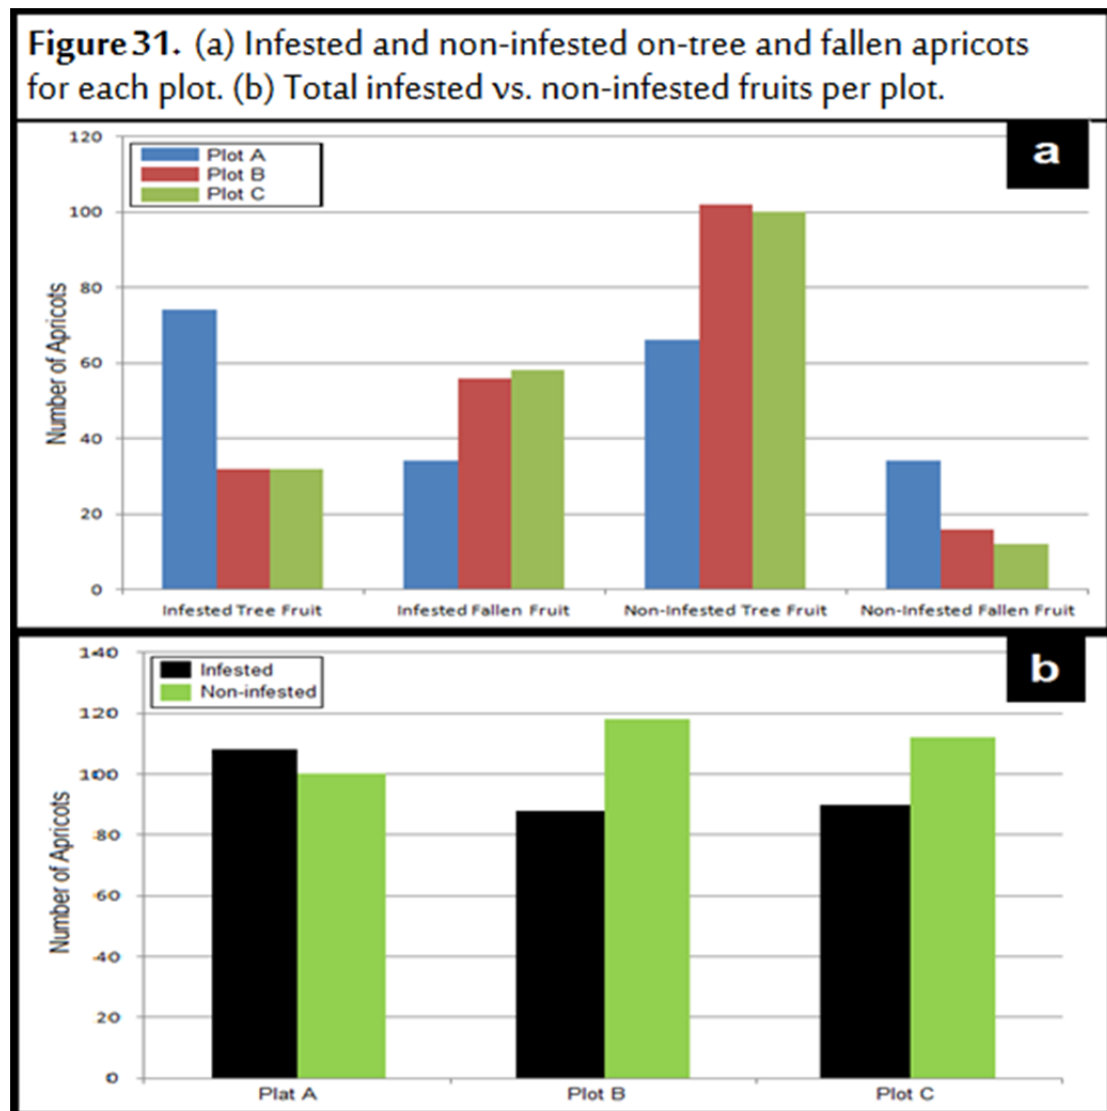 Figure 31. (a) Infested and non-infested on-tree and fallen apricots
for each plot. (b) Total infested vs. non-infested fruits per plot.
a
Plot A
Plot B
Plot C
120
100
80
60
40
20
0
Number of Apricots
Infested Tree Fruit
Infested Fallen Fruit
Non-Infested Tree Fruit
Non-Infested Fallen Fruit
b
Infested
Non-infested
140
120
100
80
60
40
20
0
Number of Apricots
Plat A
Plot B
Plot C